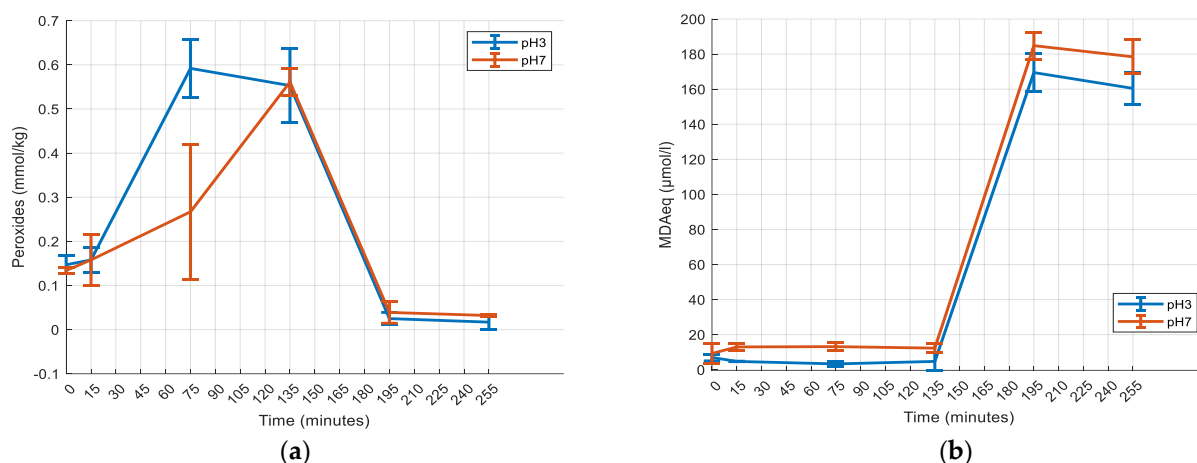 0.7
0.6
0.5
0.4
0.3
0.2
0.1
0
-0.1
Peroxides (mmol/kg)
pH3
pH7
0 15 30 45 60 75 90 105 120 135 150 165 180 195 210 225 240 255
Time (minutes)
(a)
200
180
160
140
120
100
80
60
40
20
0
MDAeq (µmol/l)
pH3
pH7
0 15 30 45 60 75 90 105 120 135 150 165 180 195 210 225 240 255
Time (minutes)
(b)